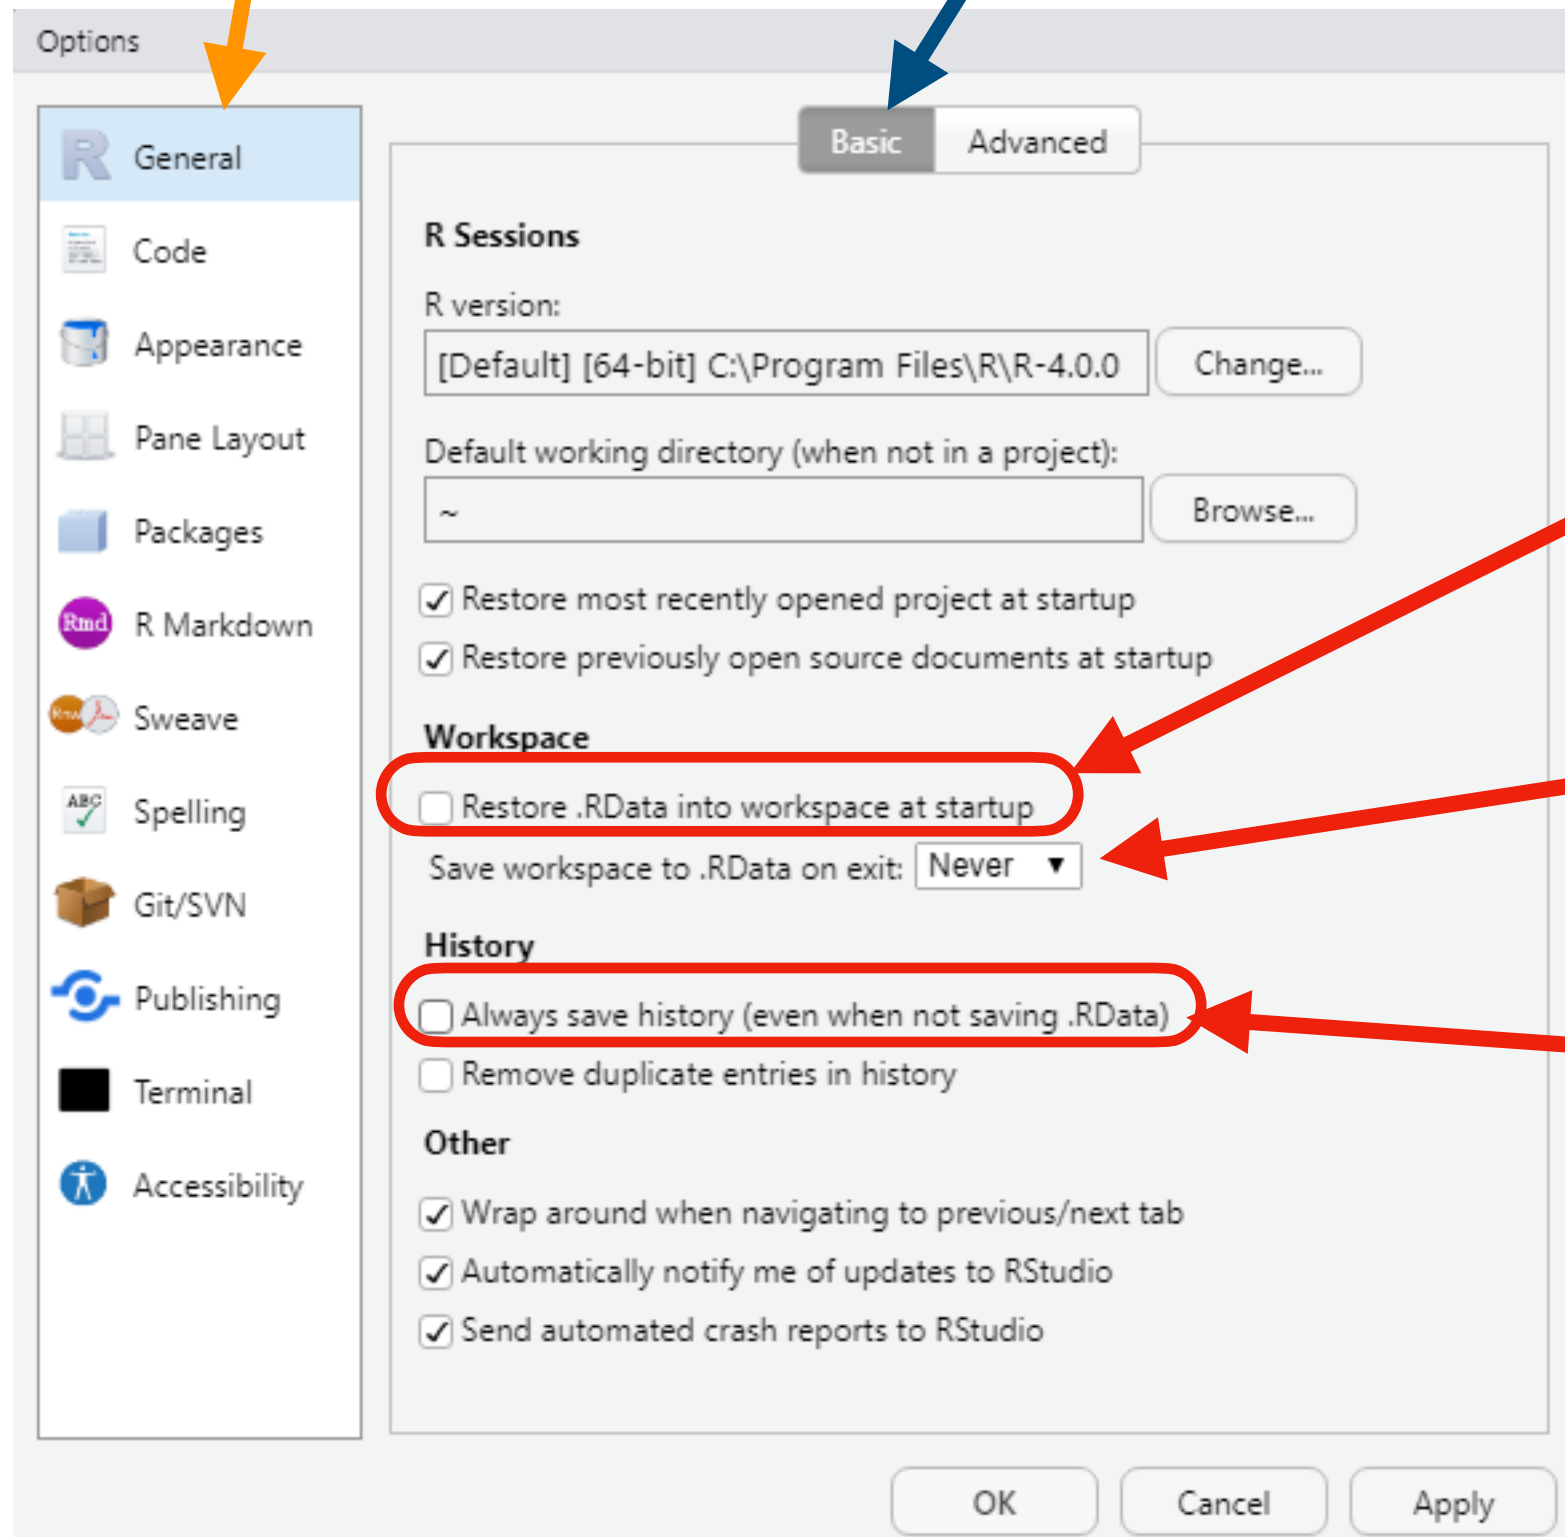 Options
General
Code
Appearance
Pane Layout
Packages
Rmd
R Markdown
Rnw
Sweave
ABC
Spelling
Git/SVN
Publishing
Terminal
Accessibility
Basic
Advanced
R Sessions
R version:
[Default] [64-bit] C:\Program Files\R\R-4.0.0
Change...
Default working directory (when not in a project):
~
Browse...
Restore most recently opened project at startup
Restore previously open source documents at startup
Workspace
Restore .RData into workspace at startup
Save workspace to .RData on exit: Never
History
Always save history (even when not saving .RData)
Remove duplicate entries in history
Other
Wrap around when navigating to previous/next tab
Automatically notify me of updates to RStudio
Send automated crash reports to RStudio
OK
Cancel
Apply